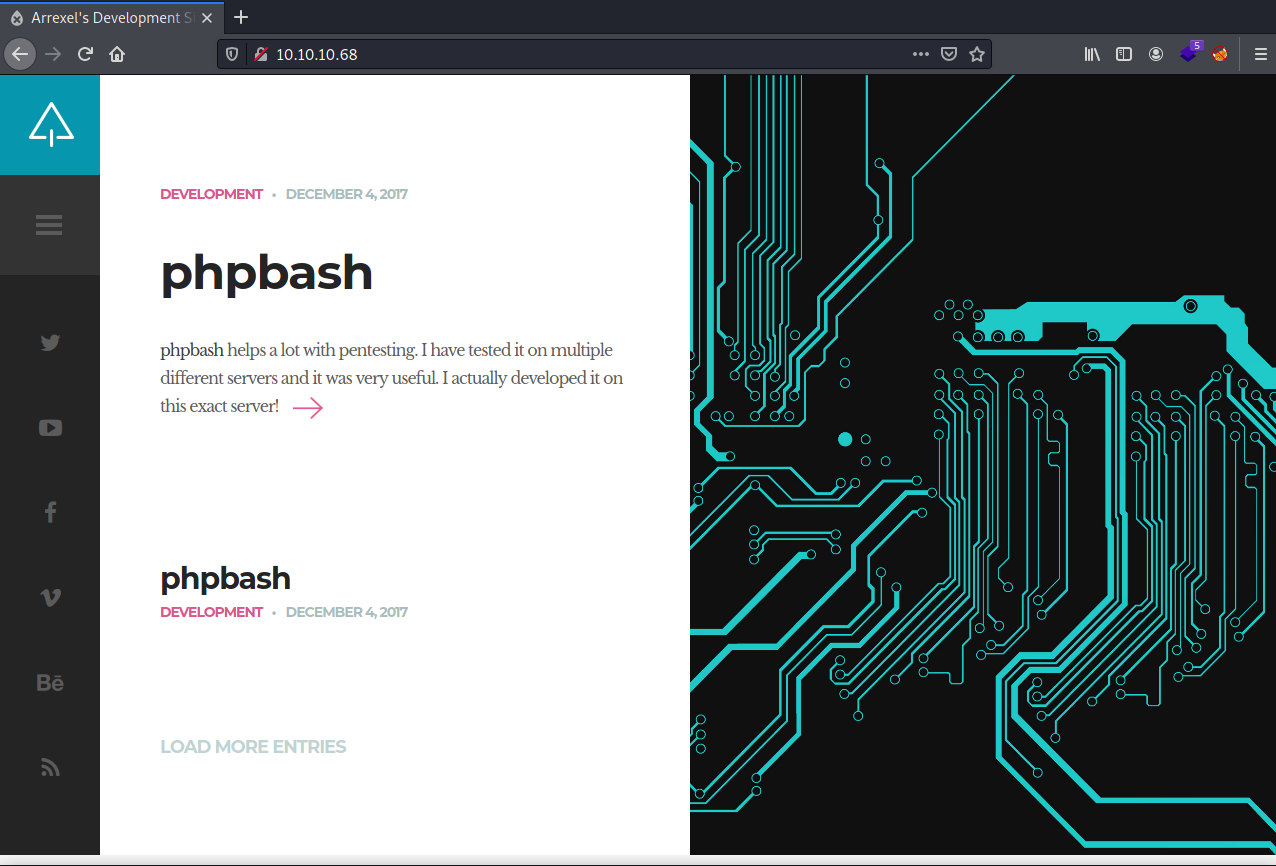 Arrexel's Development S
10.10.10.68
5
DEVELOPMENT • DECEMBER 4, 2017
phpbash
phpbash helps a lot with pentesting. I have tested it on multiple
different servers and it was very useful. I actually developed it on
this exact server!
phpbash
DEVELOPMENT • DECEMBER 4, 2017
Bē
LOAD MORE ENTRIES